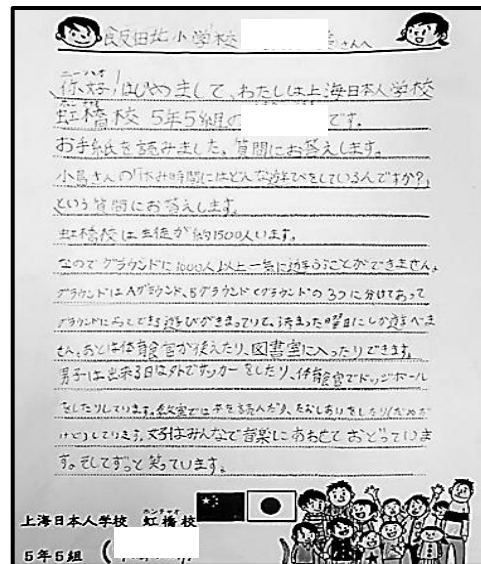 飯田北小学校 さんへ
ニーハオ
你好！はじめまして、わたしは上海日本人学校
虹橋校 5年5組の です。
お手紙を読みました。質問にお答えします。
小島さんの「休み時間にはどんな遊びをしているんですか?」
という質問にお答えします。
虹橋校は生徒が約1500人います。
なのでグラウンドに1000人以上一気に遊ぶことができません。
グラウンドはAグラウンド、BグラウンドCグラウンドの3つに分けてあって
グラウンドによってできる遊びがきまっていて、決まった曜日にしか遊べま
せん。あとは体育館が使えたり、図書室に入ったりできます。
男子は出来る日は外でサッカーをしたり、体育館でドッジボール
をしたりしています。教室では本を読んだり、
けど)しています。女子はみんなで音楽にあわせておどっていま
す。そしてずっと笑っています。
ホンチャオ
上海日本人学校 虹橋校
5年5組 (